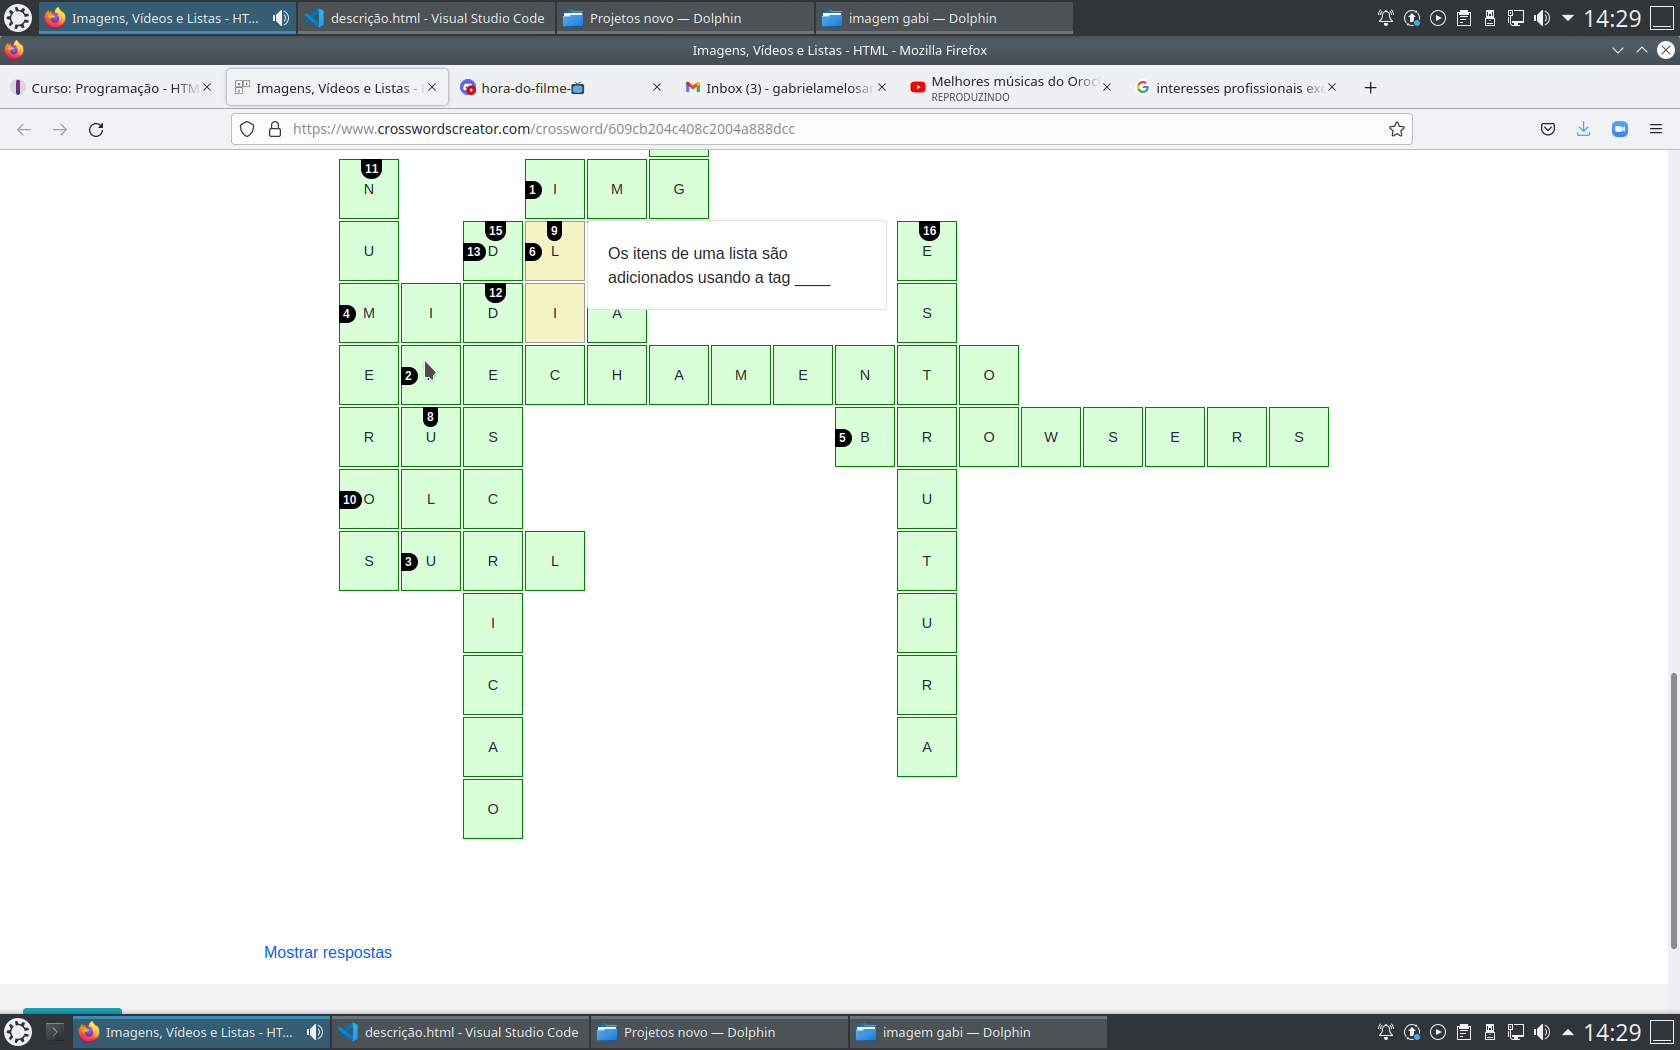 Imagens, Vídeos e Listas - HT...
descrição.html - Visual Studio Code
Projetos novo — Dolphin
imagem gabi — Dolphin
14:29
Imagens, Vídeos e Listas - HTML - Mozilla Firefox
Curso: Programação - HTM
Imagens, Vídeos e Listas -
hora-do-filme-
Inbox (3) - gabrielamelosar
Melhores músicas do Oroc
REPRODUZINDO
interesses profissionais exe
https://www.crosswordscreator.com/crossword/609cb204c408c2004a888dcc
11 N 1 I M G
U 15 13 D 9 6 L 16 E
Os itens de uma lista são
adicionados usando a tag ____
4 M I 12 D I A S
E 2 E C H A M E N T O
R 8 U S 5 B R O W S E R S
10 O L C U
S 3 U R L T
I U
C R
A A
O
Mostrar respostas
Imagens, Vídeos e Listas - HT...
descrição.html - Visual Studio Code
Projetos novo — Dolphin
imagem gabi — Dolphin
14:29